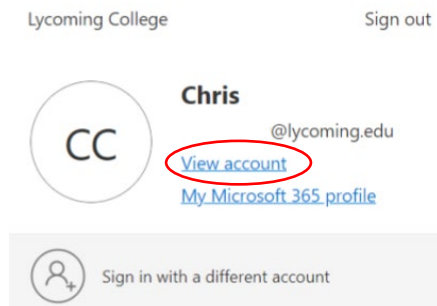 Lycoming College Sign out
Chris
CC
@lycoming.edu
View account
My Microsoft 365 profile
Sign in with a different account